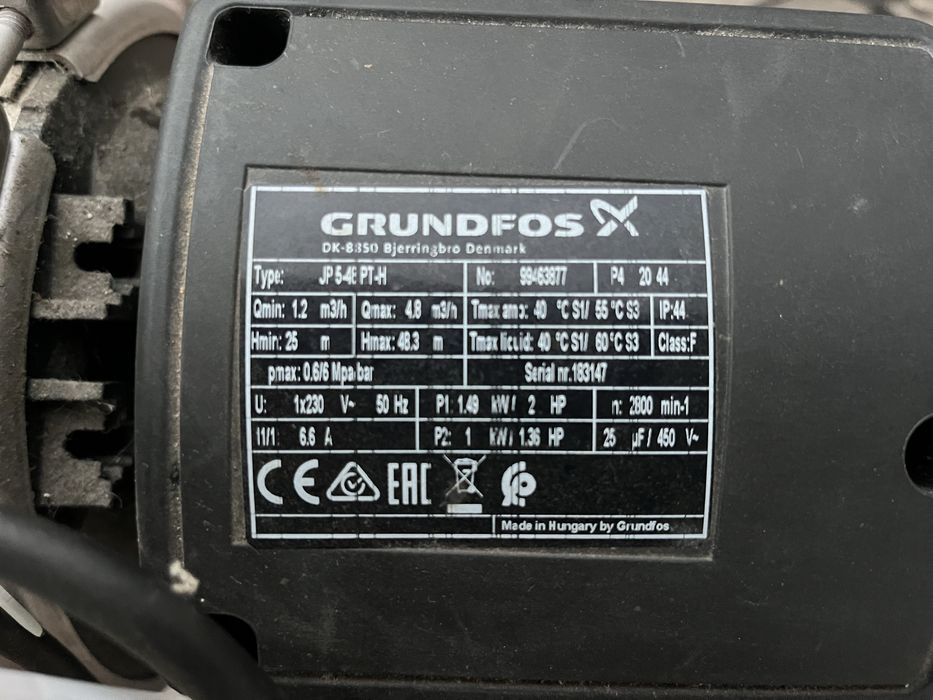 GRUNDFOS
DK-8850 Bjerringbro Denmark
Type: JP 5-48 PT-H No: 99463877 P4 20 44
Qmin: 1.2 m3/h Qmax: 4.8 m3/h Tmax amb: 40 °C S1/ 55 °C S3 IP:44
Hmin: 25 m Hmax: 48.3 m Tmax liquid: 40 °C S1/ 60°C S3 Class:F
pmax: 0.6/6 Mpa/bar Serial nr.183147
U: 1x230 V~ 50 Hz P1: 1.49 kW / 2 HP n: 2800 min-1
I1/1: 6.6 A P2: 1 kW / 1.36 HP 25 µF / 450 V~
CE EAC
Made in Hungary by Grundfos